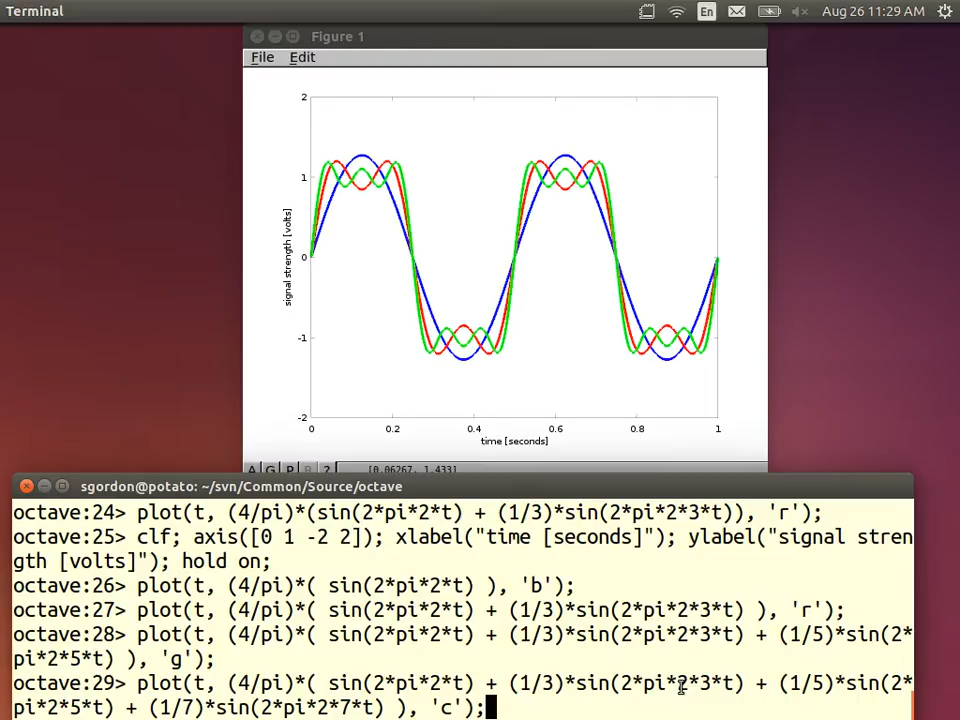 Terminal
En
Aug 26 11:29 AM
Figure 1
File Edit
2
1
0
-1
-2
signal strength [volts]
0 0.2 0.4 0.6 0.8 1
time [seconds]
A G P R ? [0.06267, 1.433]
sgordon@potato: ~/svn/Common/Source/octave
octave:24> plot(t, (4/pi)*(sin(2*pi*2*t) + (1/3)*sin(2*pi*2*3*t)), 'r');
octave:25> clf; axis([0 1 -2 2]); xlabel("time [seconds]"); ylabel("signal stren
gth [volts]"); hold on;
octave:26> plot(t, (4/pi)*( sin(2*pi*2*t) ), 'b');
octave:27> plot(t, (4/pi)*( sin(2*pi*2*t) + (1/3)*sin(2*pi*2*3*t) ), 'r');
octave:28> plot(t, (4/pi)*( sin(2*pi*2*t) + (1/3)*sin(2*pi*2*3*t) + (1/5)*sin(2*
pi*2*5*t) ), 'g');
octave:29> plot(t, (4/pi)*( sin(2*pi*2*t) + (1/3)*sin(2*pi*2*3*t) + (1/5)*sin(2*
pi*2*5*t) + (1/7)*sin(2*pi*2*7*t) ), 'c');